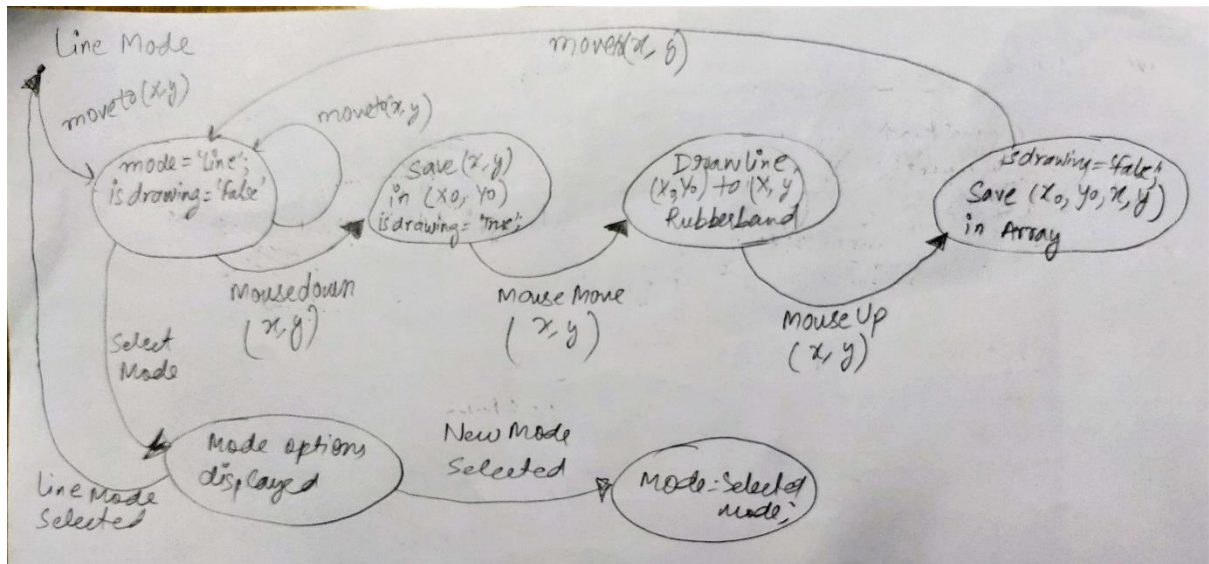 Line Mode
moveto(x,y)
moveto(x,y)
moveto(x,y)
mode = 'Line';
isdrawing = 'False'
Save (x,y)
in (x0, y0)
isdrawing = 'True';
Draw line
(x0,y0) to (x,y
Rubberband
isdrawing = 'False';
Save (x0, y0, x, y)
in Array
Mousedown
(x,y)
Mouse Move
(x,y)
Mouse Up
(x, y)
Select
Mode
Mode options
displayed
New Mode
Selected
Mode = Selected
mode;
Line Mode
Selected